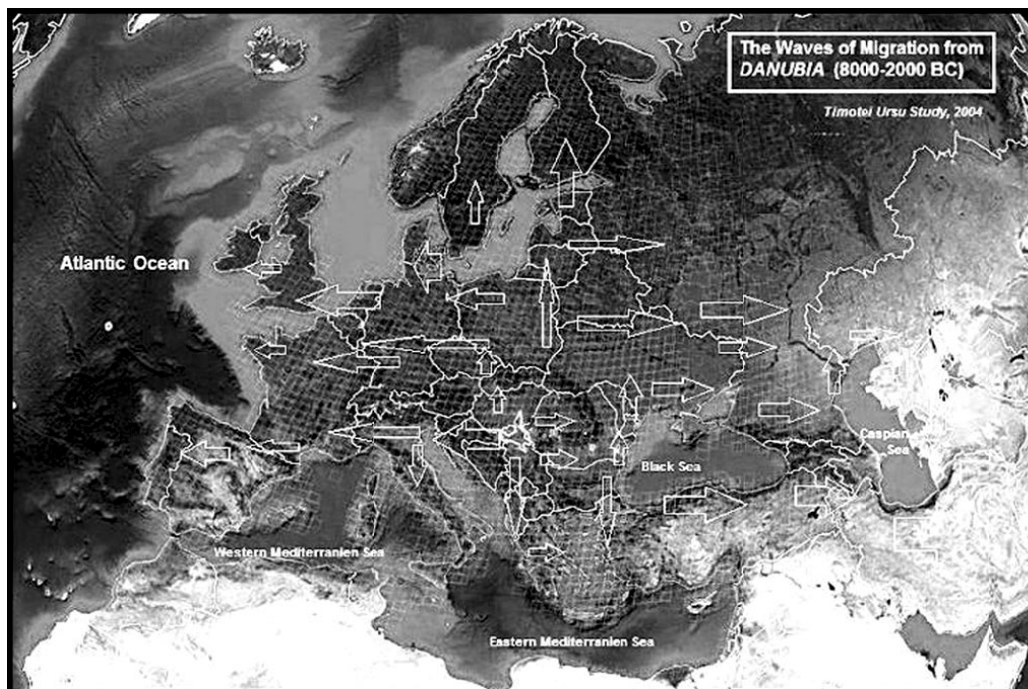 The Waves of Migration from
DANUBIA (8000-2000 BC)
Timotei Ursu Study, 2004
Atlantic Ocean
Caspian
Sea
Black Sea
Western Mediterranien Sea
Eastern Mediterranien Sea